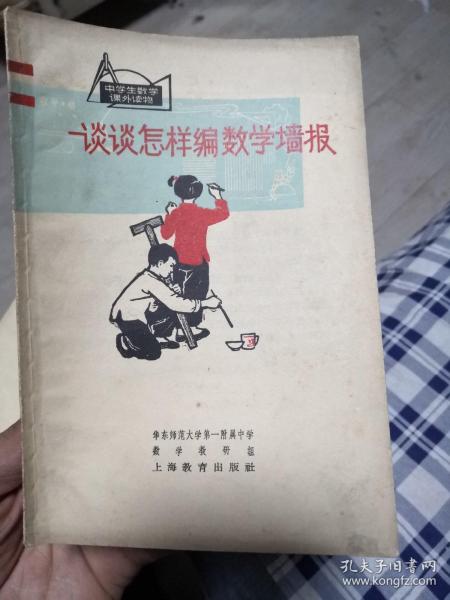 中学生数学
课外读物
谈谈怎样编数学墙报
华东师范大学第一附属中学
数学教研组
上海教育出版社
孔夫子旧书网
www.kongfz.com